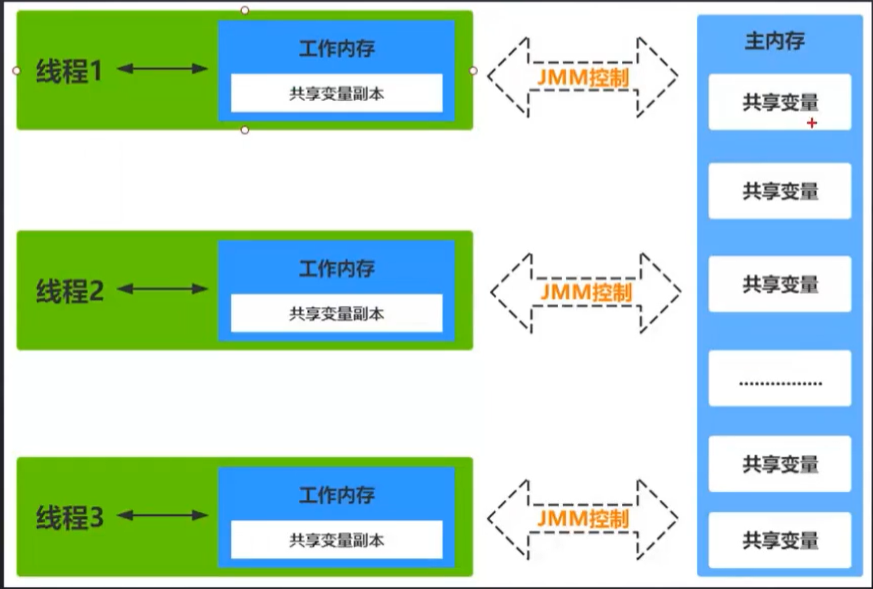 线程1
工作内存
共享变量副本
JMM控制
线程2
工作内存
共享变量副本
JMM控制
线程3
工作内存
共享变量副本
JMM控制
主内存
共享变量
共享变量
共享变量
................
共享变量
共享变量